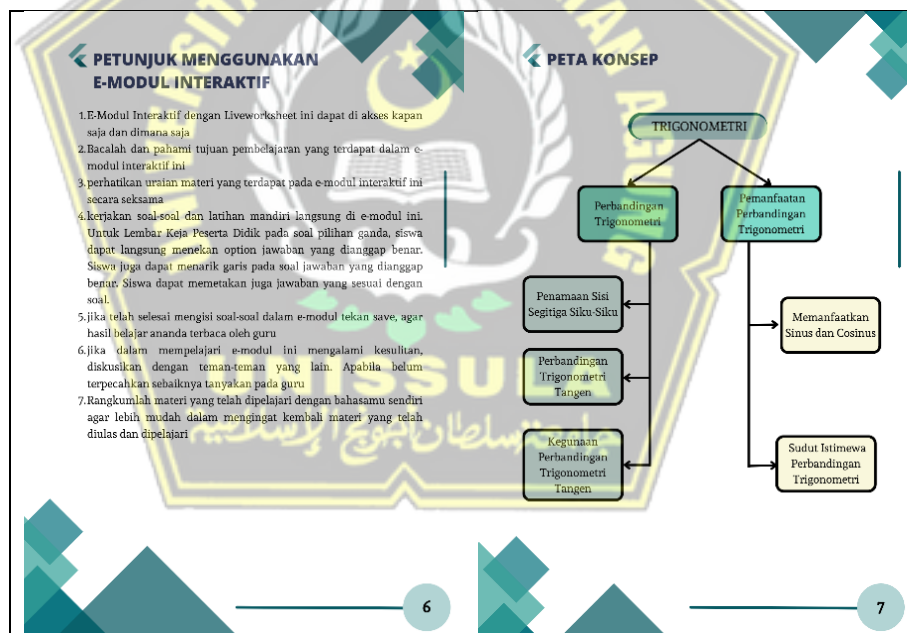 PETUNJUK MENGGUNAKAN
E-MODUL INTERAKTIF
1.E-Modul Interaktif dengan Liveworksheet ini dapat di akses kapan
saja dan dimana saja
2.Bacalah dan pahami tujuan pembelajaran yang terdapat dalam e-
modul interaktif ini
3.perhatikan uraian materi yang terdapat pada e-modul interaktif ini
secara seksama
4.kerjakan soal-soal dan latihan mandiri langsung di e-modul ini.
Untuk Lembar Keja Peserta Didik pada soal pilihan ganda, siswa
dapat langsung menekan option jawaban yang dianggap benar.
Siswa juga dapat menarik garis pada soal jawaban yang dianggap
benar. Siswa dapat memetakan juga jawaban yang sesuai dengan
soal.
5.jika telah selesai mengisi soal-soal dalam e-modul tekan save, agar
hasil belajar ananda terbaca oleh guru
6.jika dalam mempelajari e-modul ini mengalami kesulitan,
diskusikan dengan teman-teman yang lain. Apabila belum
terpecahkan sebaiknya tanyakan pada guru
7.Rangkumlah materi yang telah dipelajari dengan bahasamu sendiri
agar lebih mudah dalam mengingat kembali materi yang telah
diulas dan dipelajari
6
PETA KONSEP
TRIGONOMETRI
Perbandingan
Trigonometri
Pemanfaatan
Perbandingan
Trigonometri
Penamaan Sisi
Segitiga Siku-Siku
Memanfaatkan
Sinus dan Cosinus
Perbandingan
Trigonometri
Tangen
Kegunaan
Perbandingan
Trigonometri
Tangen
Sudut Istimewa
Perbandingan
Trigonometri
7
UNISSULA
جامعة سلطان أجونج الإسلامية
AGUNG